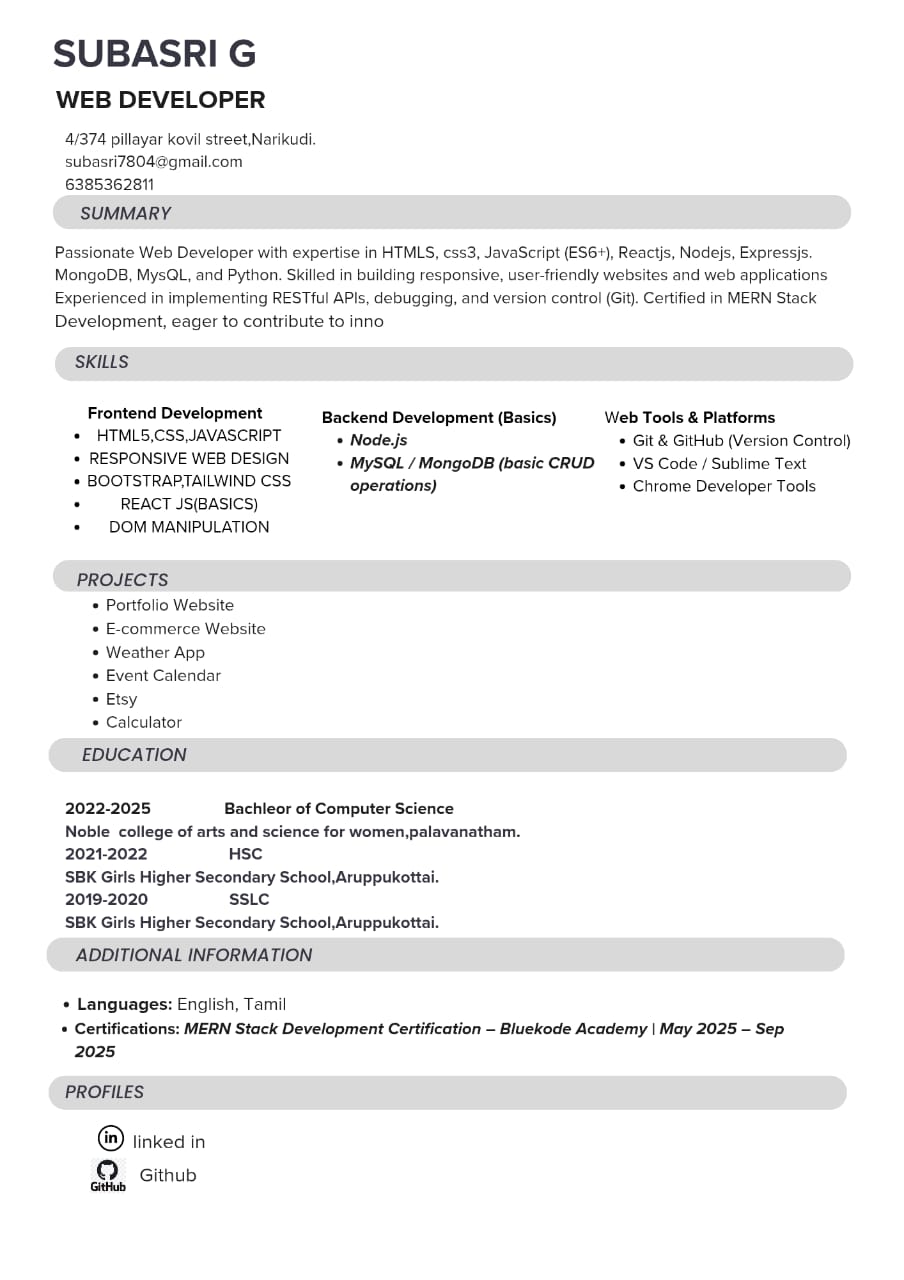 SUBASRI G
WEB DEVELOPER
4/374 pillayar kovil street,Narikudi.
subasri7804@gmail.com
6385362811
SUMMARY
Passionate Web Developer with expertise in HTMLS, css3, JavaScript (ES6+), Reactjs, Nodejs, Expressjs.
MongoDB, MysQL, and Python. Skilled in building responsive, user-friendly websites and web applications
Experienced in implementing RESTful APIs, debugging, and version control (Git). Certified in MERN Stack
Development, eager to contribute to inno
SKILLS
Frontend Development
• HTML5,CSS,JAVASCRIPT
• RESPONSIVE WEB DESIGN
• BOOTSTRAP,TAILWIND CSS
• REACT JS(BASICS)
• DOM MANIPULATION
Backend Development (Basics)
• Node.js
• MySQL / MongoDB (basic CRUD
operations)
Web Tools & Platforms
• Git & GitHub (Version Control)
• VS Code / Sublime Text
• Chrome Developer Tools
PROJECTS
• Portfolio Website
• E-commerce Website
• Weather App
• Event Calendar
• Etsy
• Calculator
EDUCATION
2022-2025 Bachleor of Computer Science
Noble college of arts and science for women,palavanatham.
2021-2022 HSC
SBK Girls Higher Secondary School,Aruppukottai.
2019-2020 SSLC
SBK Girls Higher Secondary School,Aruppukottai.
ADDITIONAL INFORMATION
• Languages: English, Tamil
• Certifications: MERN Stack Development Certification – Bluekode Academy | May 2025 – Sep
2025
PROFILES
in linked in
GitHub Github